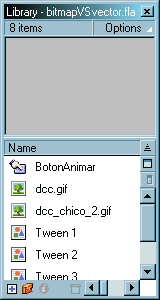 Library - bitmapVSvector.fla
8 items Options
Name
BotonAnimar
dcc.gif
dcc_chico_2.gif
Tween 1
Tween 2
Tween 3